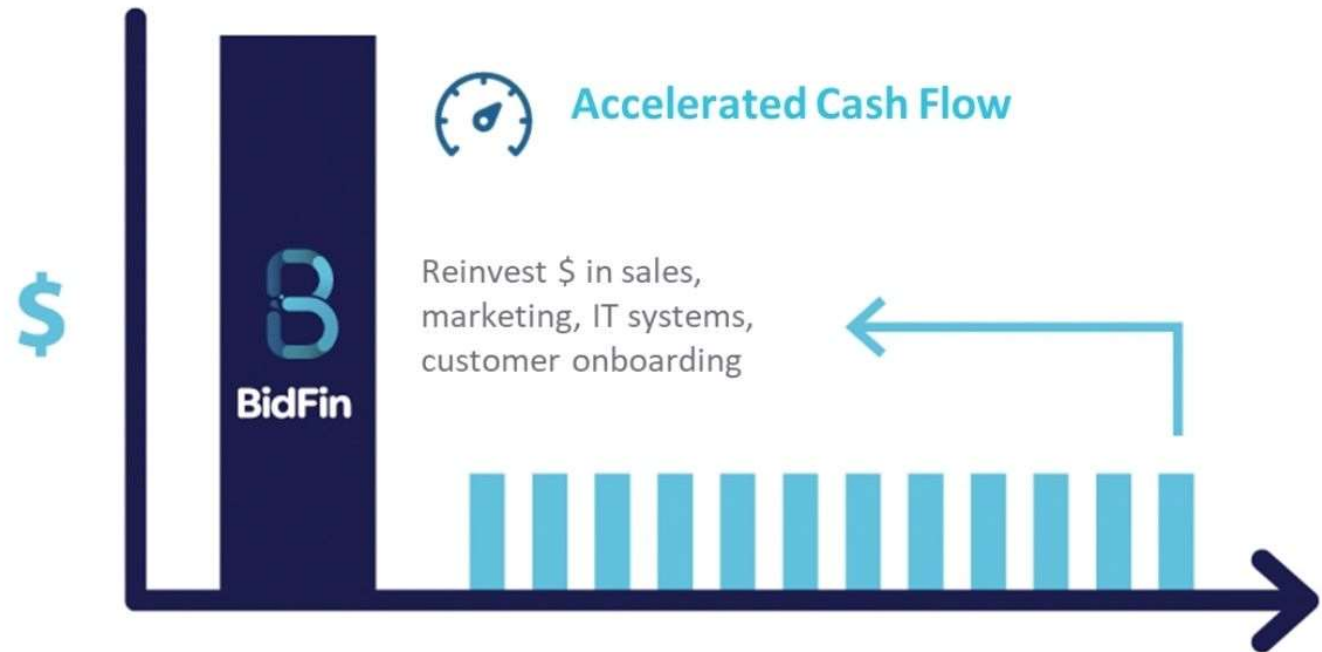 Accelerated Cash Flow
$
Reinvest $ in sales,
marketing, IT systems,
customer onboarding
BidFin